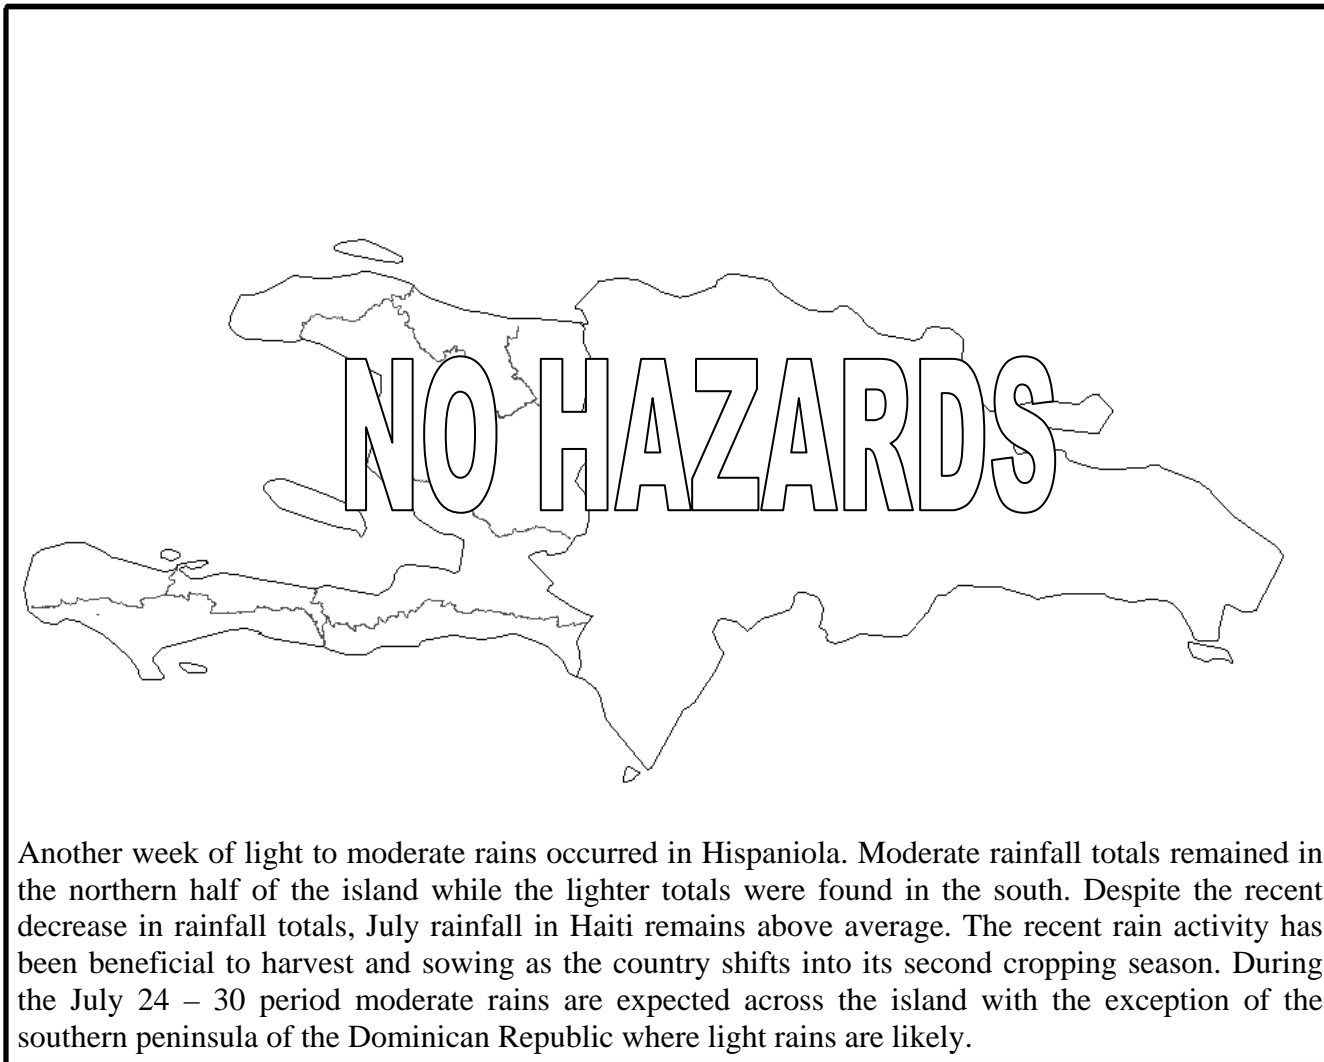 NO HAZARDS
Another week of light to moderate rains occurred in Hispaniola. Moderate rainfall totals remained in
the northern half of the island while the lighter totals were found in the south. Despite the recent
decrease in rainfall totals, July rainfall in Haiti remains above average. The recent rain activity has
been beneficial to harvest and sowing as the country shifts into its second cropping season. During
the July 24 – 30 period moderate rains are expected across the island with the exception of the
southern peninsula of the Dominican Republic where light rains are likely.